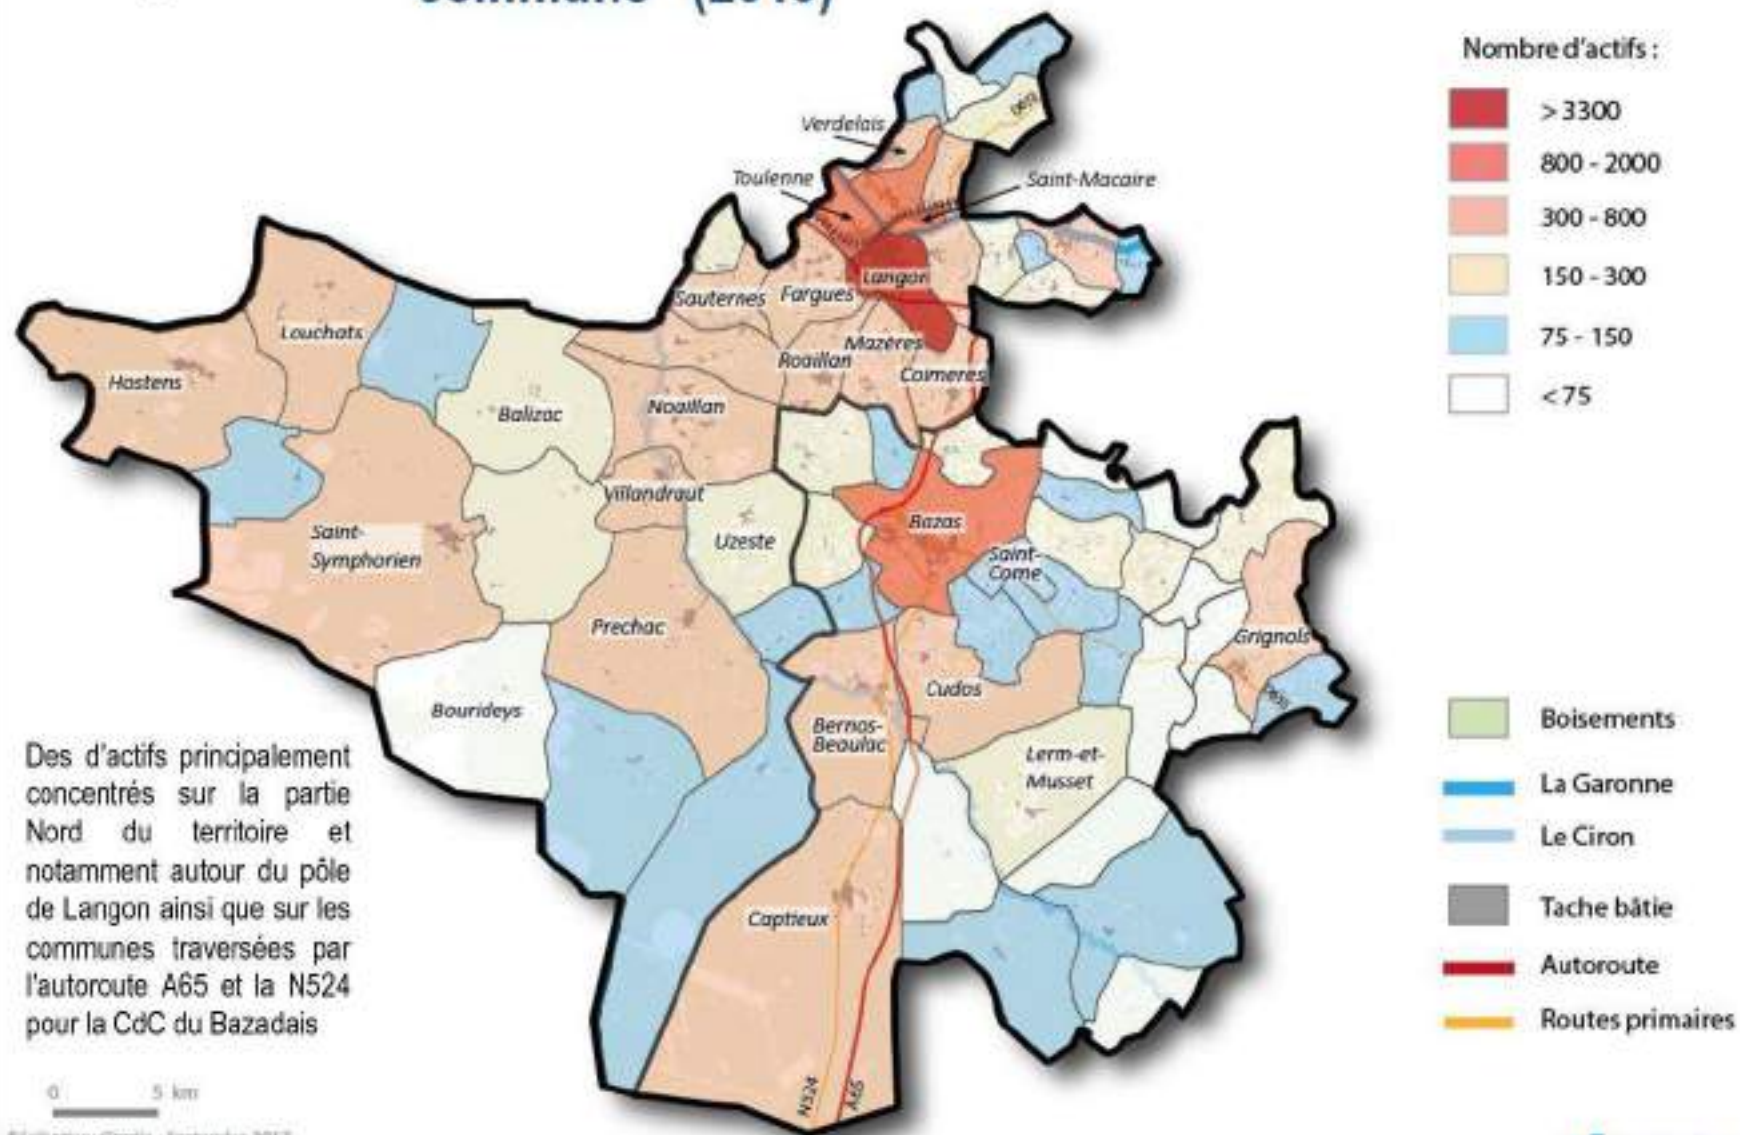 Verdelais
Toulenne
Saint-Macaire
Langon
Sauternes
Fargues
Louchats
Mazères
Roaillan
Coimeres
Hostens
Balizac
Noaillan
Villandraut
Bazas
Saint-
Symphorien
Uzeste
Saint-
Come
Prechac
Grignols
Cudos
Bourideys
Bernos-
Beaulac
Lerm-et-
Musset
Captieux
N524
A65
Des d'actifs principalement
concentrés sur la partie
Nord du territoire et
notamment autour du pôle
de Langon ainsi que sur les
communes traversées par
l'autoroute A65 et la N524
pour la CdC du Bazadais
0 5 km
Nombre d'actifs :
> 3300
800 - 2000
300 - 800
150 - 300
75 - 150
< 75
Boisements
La Garonne
Le Ciron
Tache bâtie
Autoroute
Routes primaires